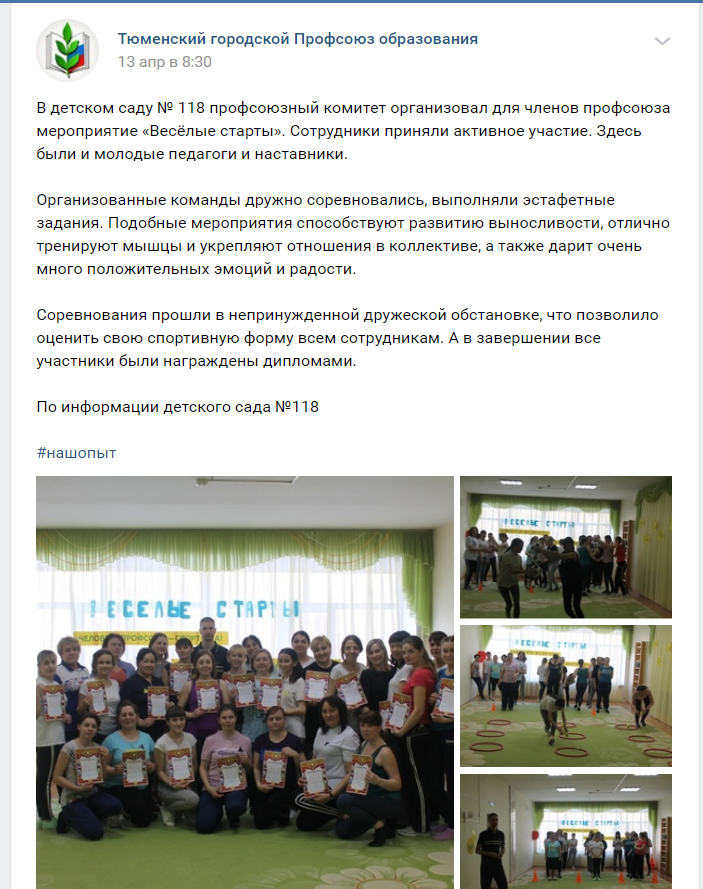 Тюменский городской Профсоюз образования
13 апр в 8:30
В детском саду № 118 профсоюзный комитет организовал для членов профсоюза
мероприятие «Весёлые старты». Сотрудники приняли активное участие. Здесь
были и молодые педагоги и наставники.
Организованные команды дружно соревновались, выполняли эстафетные
задания. Подобные мероприятия способствуют развитию выносливости, отлично
тренируют мышцы и укрепляют отношения в коллективе, а также дарит очень
много положительных эмоций и радости.
Соревнования прошли в непринужденной дружеской обстановке, что позволило
оценить свою спортивную форму всем сотрудникам. А в завершении все
участники были награждены дипломами.
По информации детского сада №118
#нашопыт
ВЕСЕЛЫЕ СТАРТЫ
ВЕСЕЛЫЕ СТАРТЫ
ВЕСЕЛЫЕ СТАРТЫ